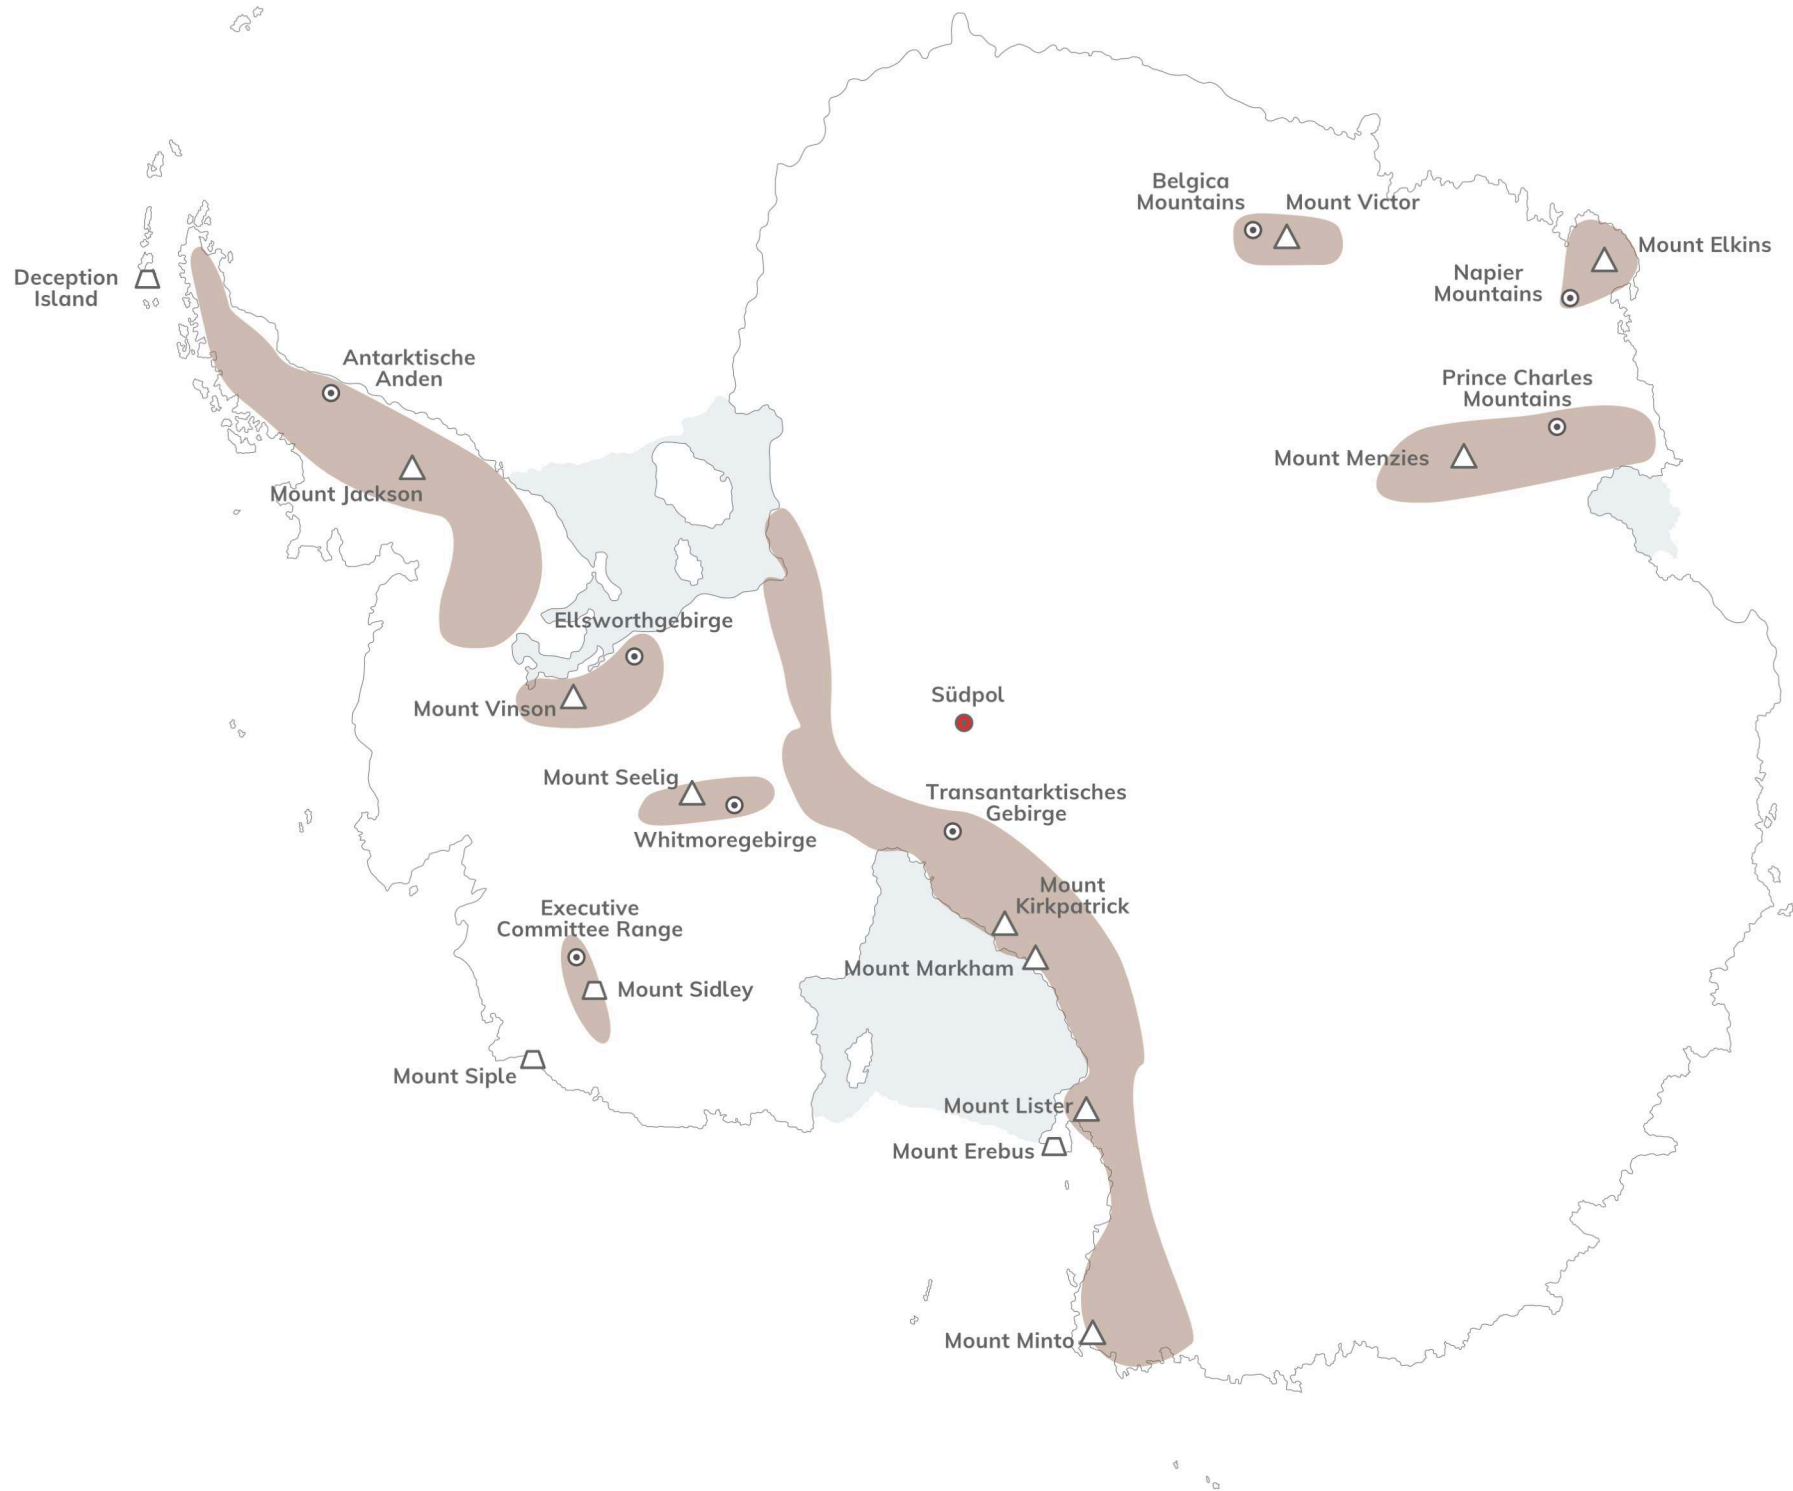 Belgica
Mountains
Mount Victor
Mount Elkins
Napier
Mountains
Deception
Island
Antarktische
Anden
Prince Charles
Mountains
Mount Menzies
Mount Jackson
Ellsworthgebirge
Mount Vinson
Südpol
Mount Seelig
Whitmoregebirge
Transantarktisches
Gebirge
Mount
Kirkpatrick
Executive
Committee Range
Mount Markham
Mount Sidley
Mount Siple
Mount Lister
Mount Erebus
Mount Minto